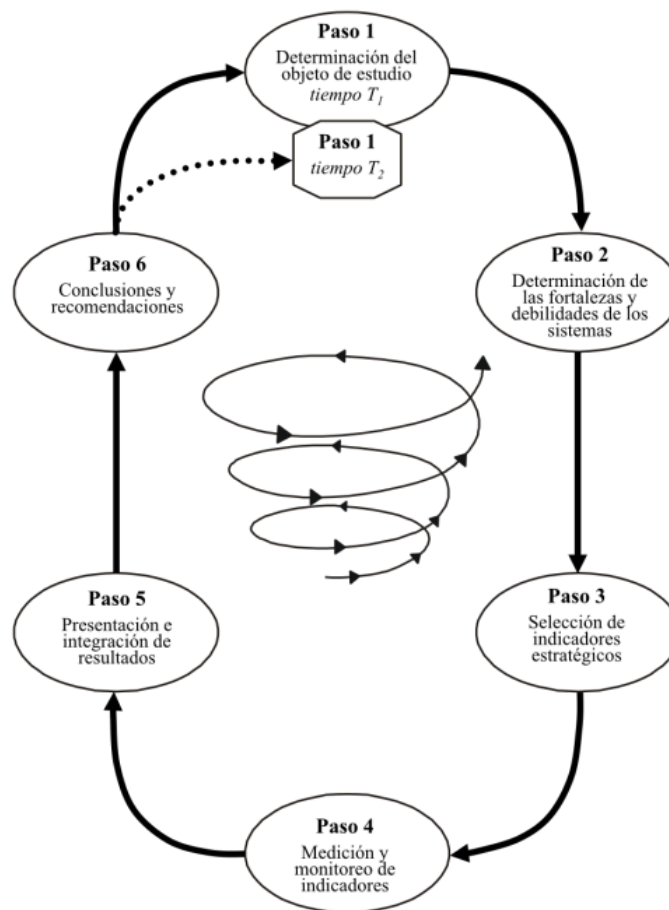 Paso 1
Determinación del
objeto de estudio
tiempo T1
Paso 1
tiempo T2
Paso 2
Determinación de
las fortalezas y
debilidades de los
sistemas
Paso 3
Selección de
indicadores
estratégicos
Paso 4
Medición y
monitoreo de
indicadores
Paso 5
Presentación e
integración de
resultados
Paso 6
Conclusiones y
recomendaciones